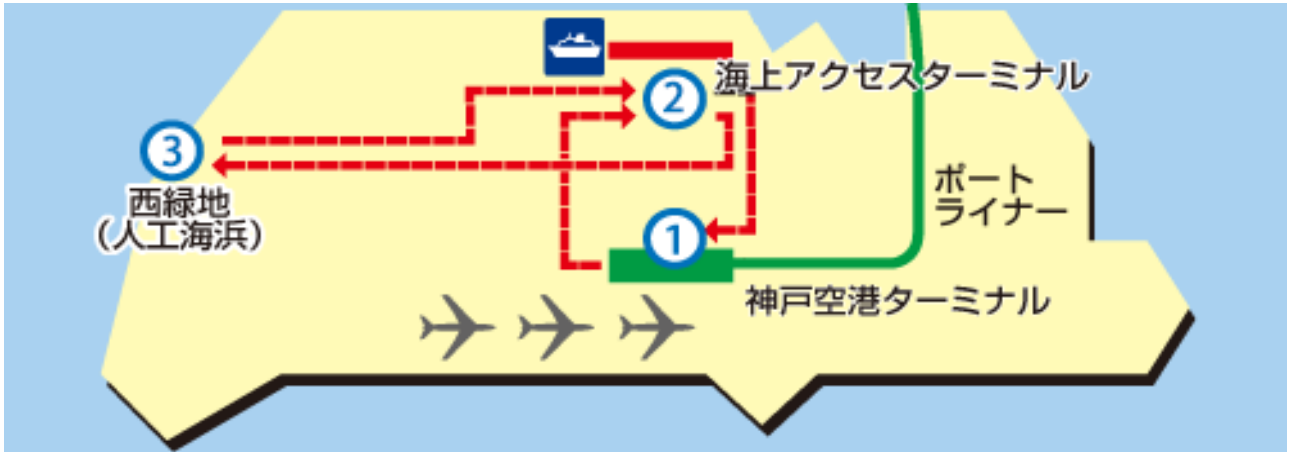 海上アクセスターミナル
②
③
西緑地
（人工海浜）
ポート
ライナー
①
神戸空港ターミナル